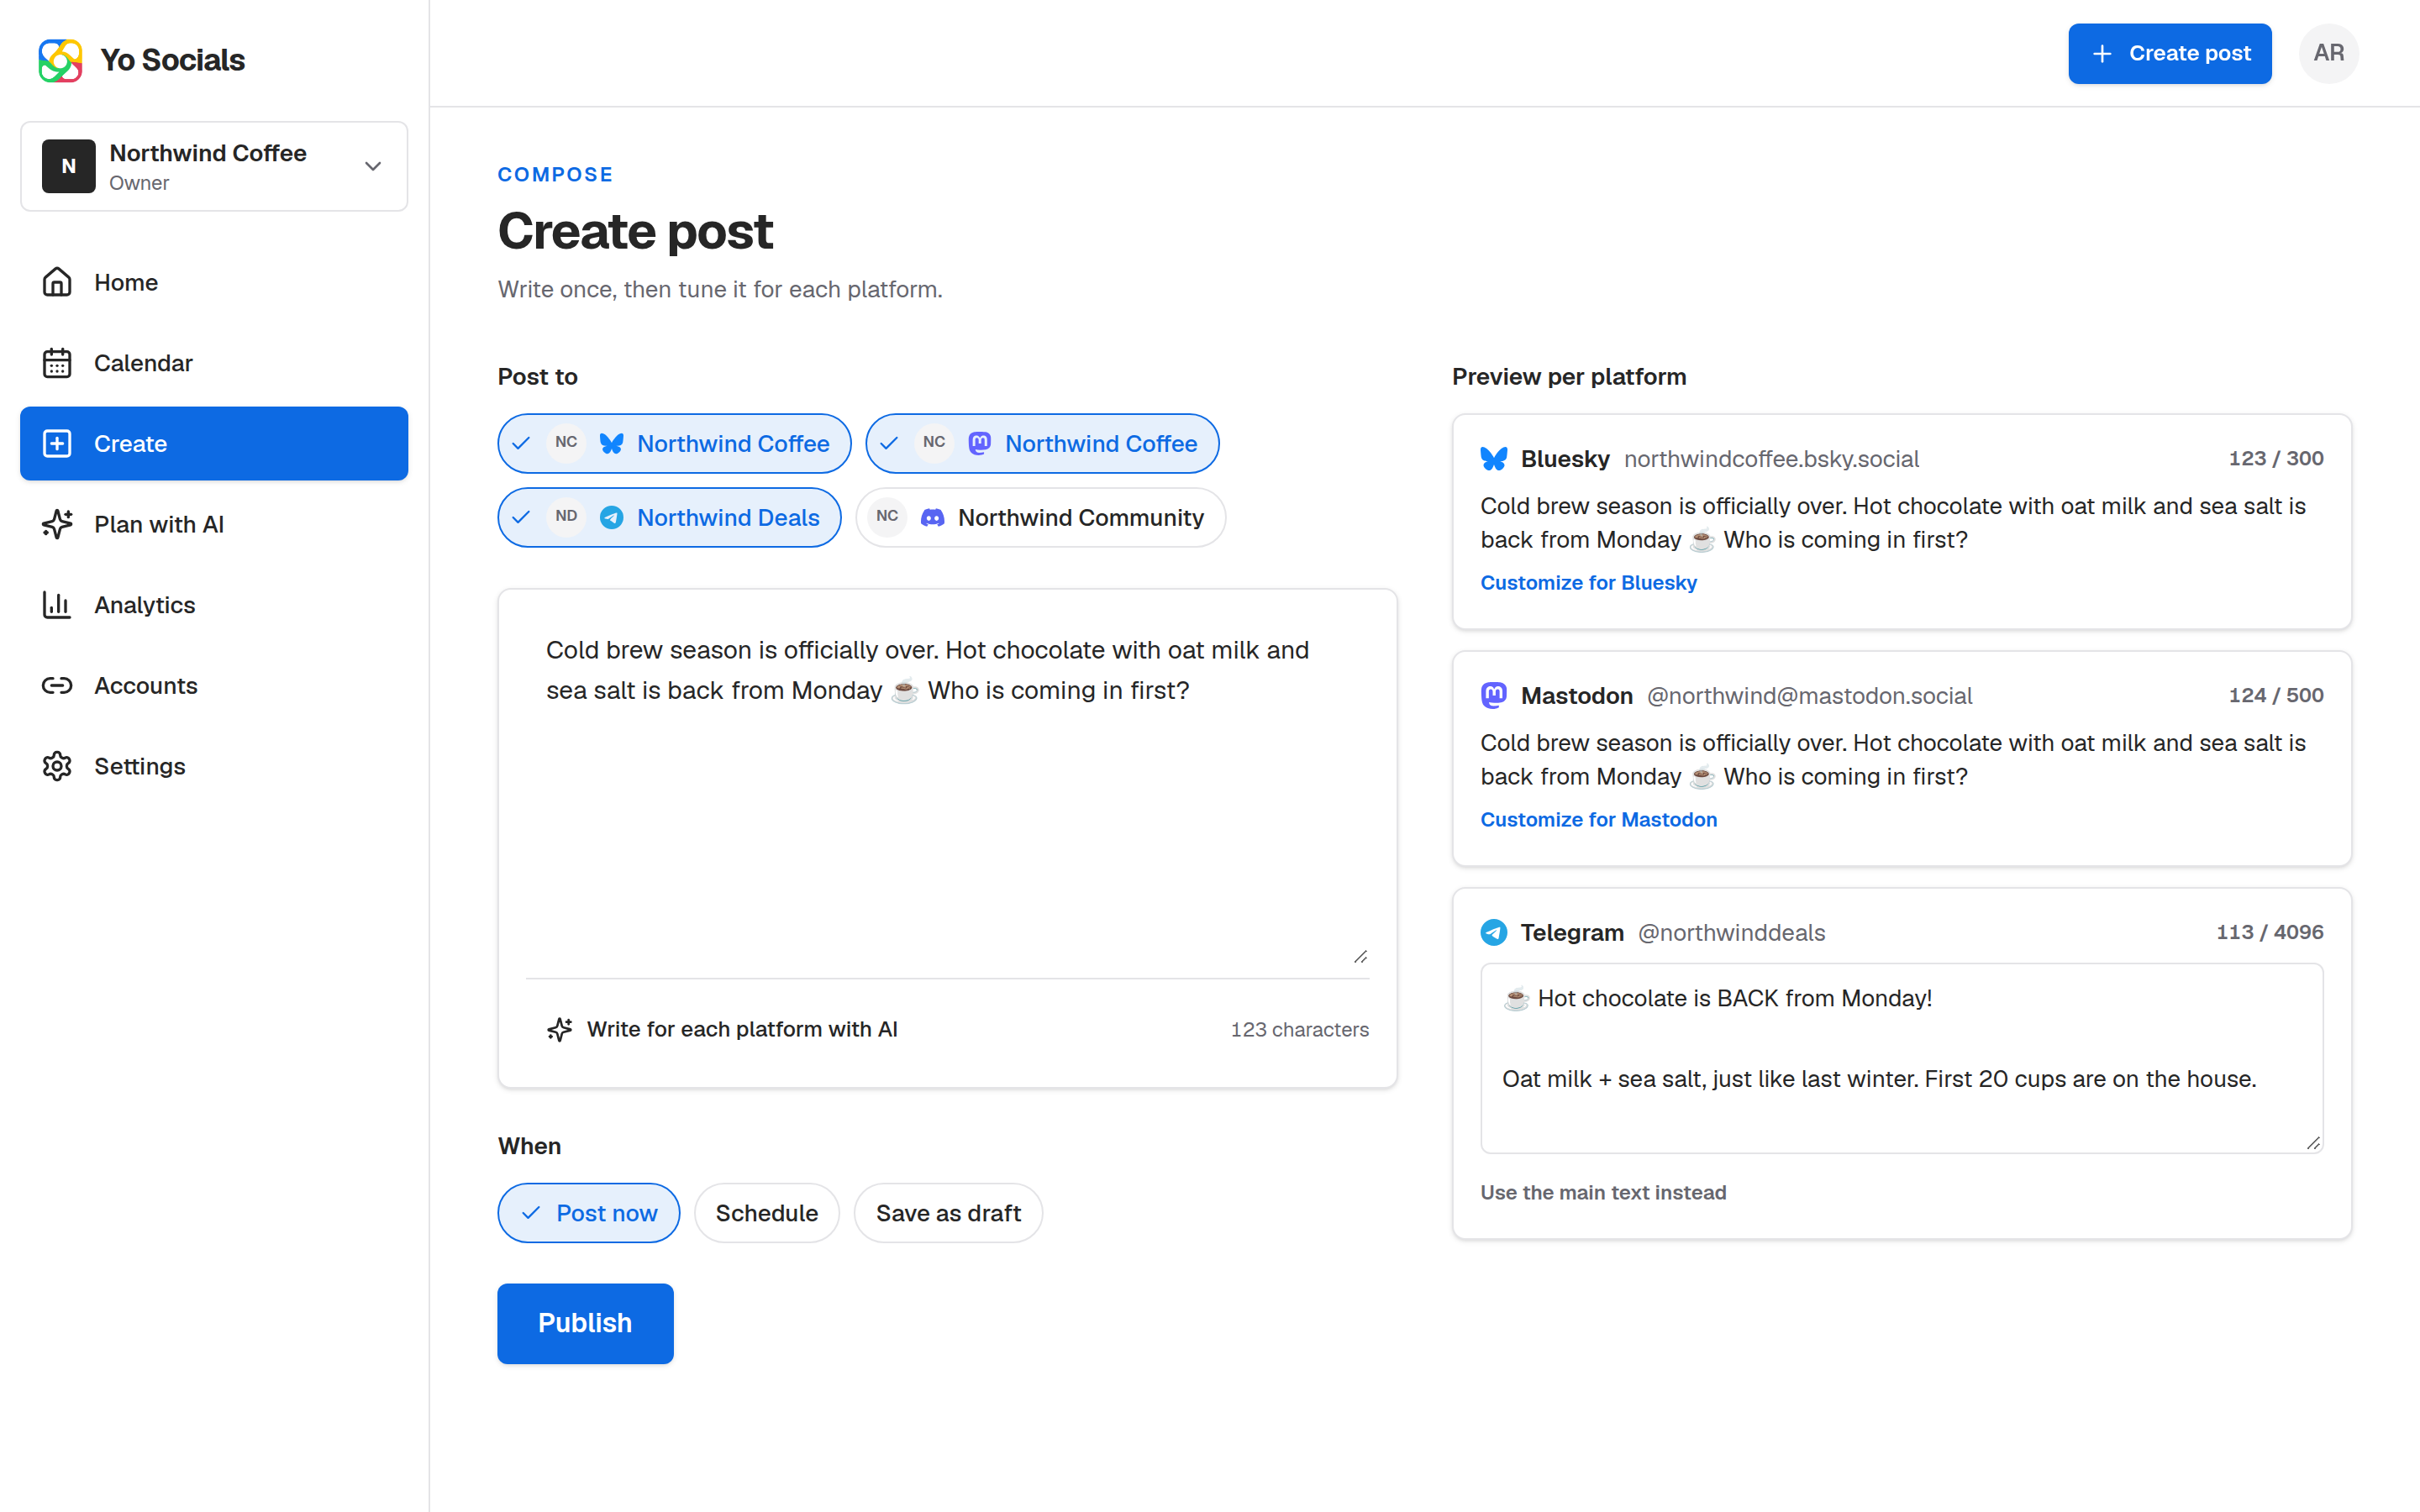 Yo Socials
N
Northwind Coffee
Owner
Home
Calendar
Create
Plan with AI
Analytics
Accounts
Settings
Create post
AR
COMPOSE
Create post
Write once, then tune it for each platform.
Post to
NC Northwind Coffee
NC Northwind Coffee
ND Northwind Deals
NC Northwind Community
Cold brew season is officially over. Hot chocolate with oat milk and
sea salt is back from Monday ☕ Who is coming in first?
Write for each platform with AI
123 characters
When
Post now
Schedule
Save as draft
Publish
Preview per platform
Bluesky northwindcoffee.bsky.social 123 / 300
Cold brew season is officially over. Hot chocolate with oat milk and sea salt is
back from Monday ☕ Who is coming in first?
Customize for Bluesky
Mastodon @northwind@mastodon.social 124 / 500
Cold brew season is officially over. Hot chocolate with oat milk and sea salt is
back from Monday ☕ Who is coming in first?
Customize for Mastodon
Telegram @northwinddeals 113 / 4096
☕ Hot chocolate is BACK from Monday!
Oat milk + sea salt, just like last winter. First 20 cups are on the house.
Use the main text instead